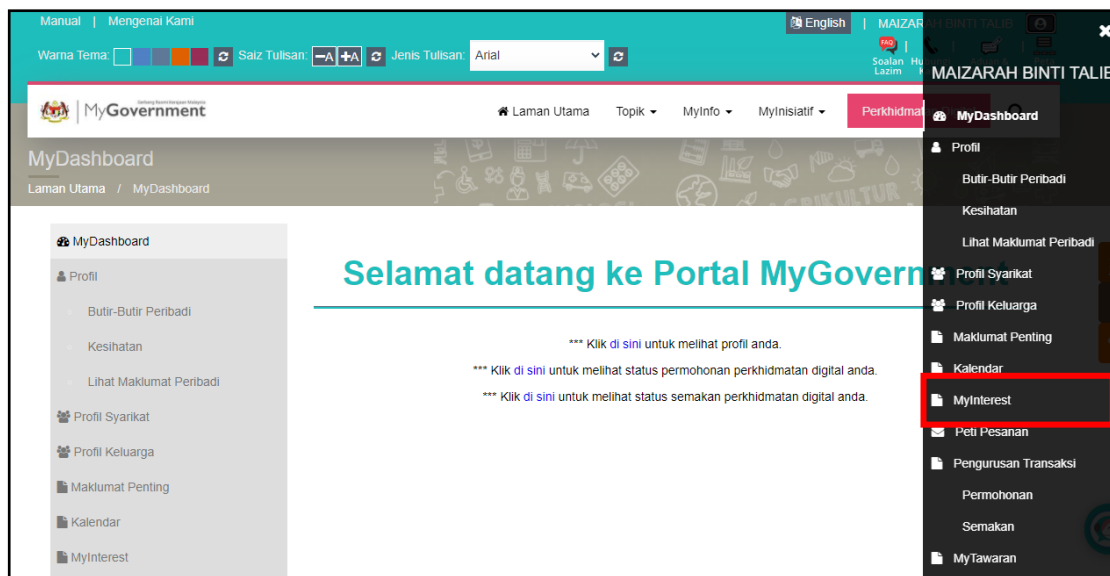 Manual | Mengenai Kami
English | MAIZARAH BINTI TALIB
Warna Tema: Saiz Tulisan: -A +A Jenis Tulisan: Arial
FAQ
Soalan
Lazim
MAIZARAH BINTI TALIB
MyGovernment
Laman Utama Topik MyInfo MyInisiatif
MyDashboard
Laman Utama / MyDashboard
MyDashboard
Profil
Butir-Butir Peribadi
Kesihatan
Lihat Maklumat Peribadi
Profil Syarikat
Profil Keluarga
Maklumat Penting
Kalendar
MyInterest
Selamat datang ke Portal MyGovernment
*** Klik di sini untuk melihat profil anda.
*** Klik di sini untuk melihat status permohonan perkhidmatan digital anda.
*** Klik di sini untuk melihat status semakan perkhidmatan digital anda.
MyDashboard
Profil
Butir-Butir Peribadi
Kesihatan
Lihat Maklumat Peribadi
Profil Syarikat
Profil Keluarga
Maklumat Penting
Kalendar
MyInterest
Peti Pesanan
Pengurusan Transaksi
Permohonan
Semakan
MyTawaran